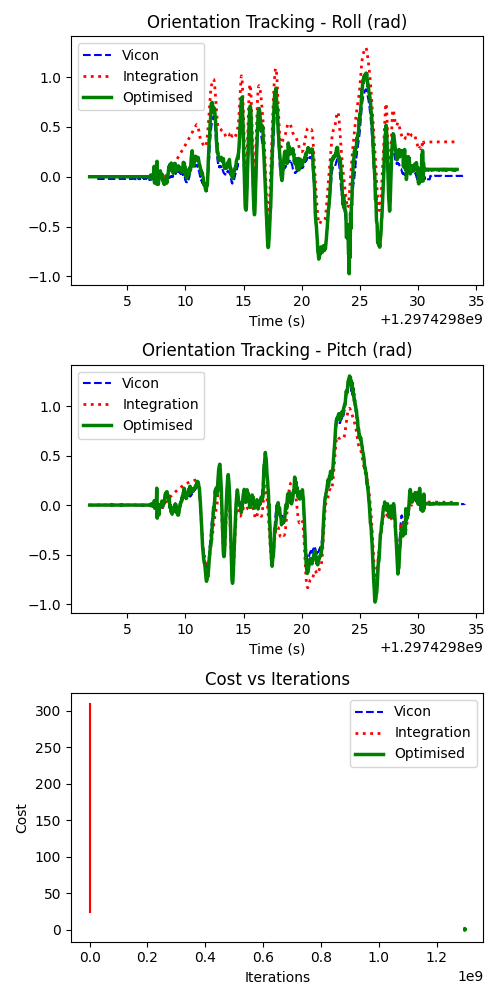 Orientation Tracking - Roll (rad)
Vicon
Integration
Optimised
1.0
0.5
0.0
−0.5
−1.0
5 10 15 20 25 30 35
Time (s)
+1.2974298e9
Orientation Tracking - Pitch (rad)
Vicon
Integration
Optimised
1.0
0.5
0.0
−0.5
−1.0
5 10 15 20 25 30 35
Time (s)
+1.2974298e9
Cost vs Iterations
Vicon
Integration
Optimised
Cost
300
250
200
150
100
50
0
0.0 0.2 0.4 0.6 0.8 1.0 1.2
Iterations
1e9